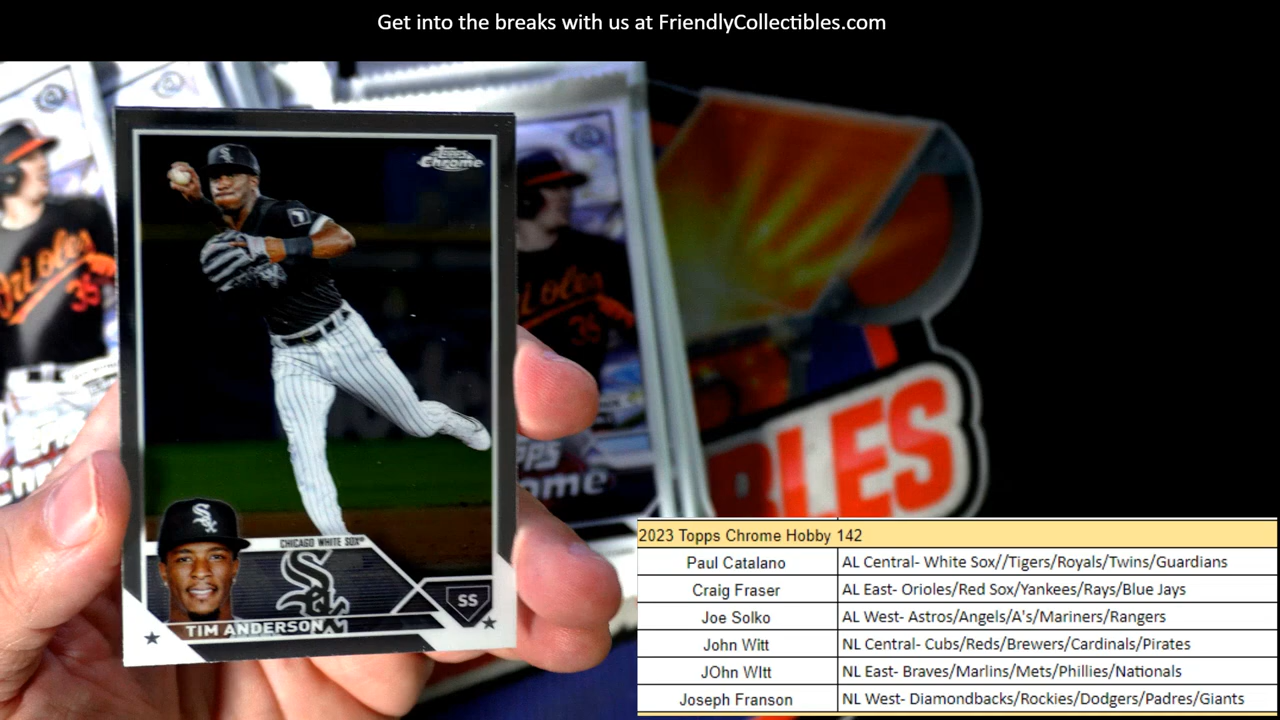 Get into the breaks with us at FriendlyCollectibles.com
Topps
Chrome
Orioles
35
Orioles
35
CHICAGO WHITE SOX
SS
TIM ANDERSON
BLES
2023 Topps Chrome Hobby 142
Paul Catalano AL Central- White Sox//Tigers/Royals/Twins/Guardians
Craig Fraser AL East- Orioles/Red Sox/Yankees/Rays/Blue Jays
Joe Solko AL West- Astros/Angels/A's/Mariners/Rangers
John Witt NL Central- Cubs/Reds/Brewers/Cardinals/Pirates
JOhn WItt NL East- Braves/Marlins/Mets/Phillies/Nationals
Joseph Franson NL West- Diamondbacks/Rockies/Dodgers/Padres/Giants